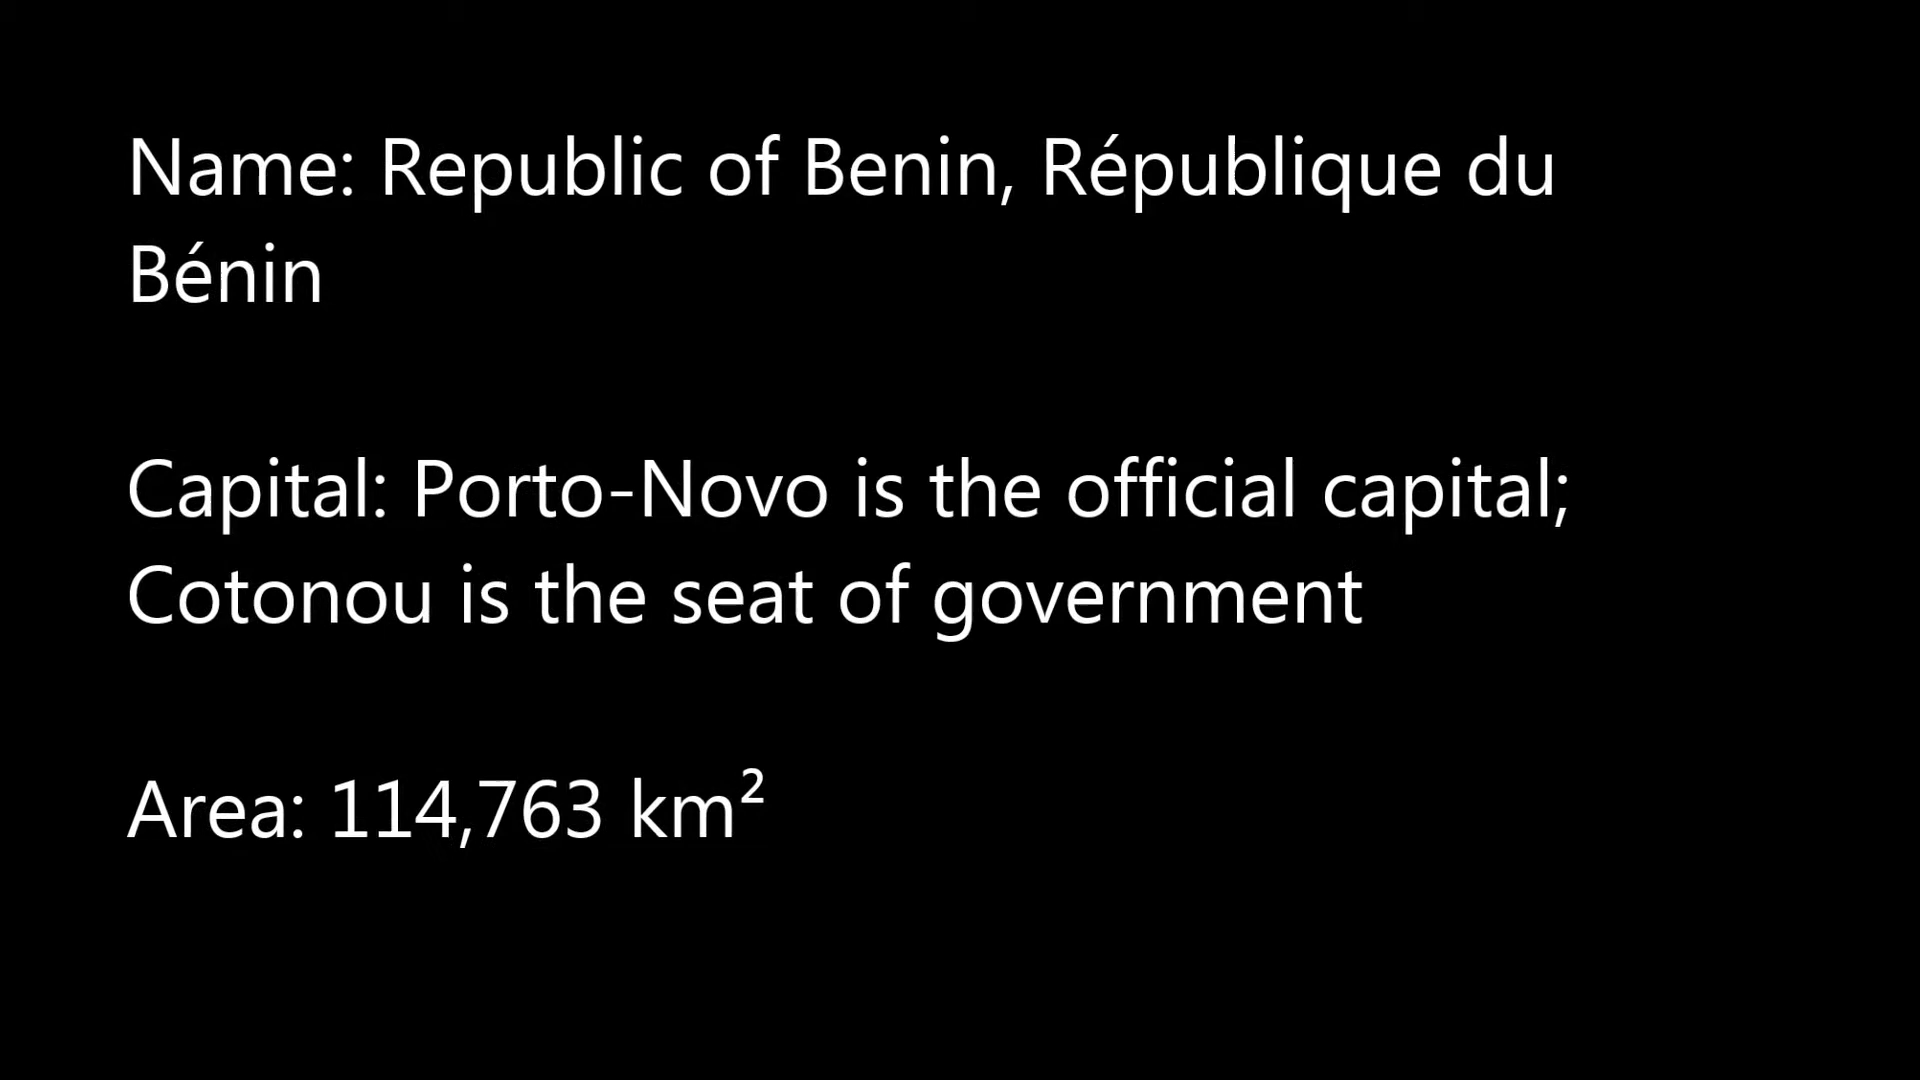 Name: Republic of Benin, République du
Bénin
Capital: Porto-Novo is the official capital;
Cotonou is the seat of government
Area: 114,763 km²